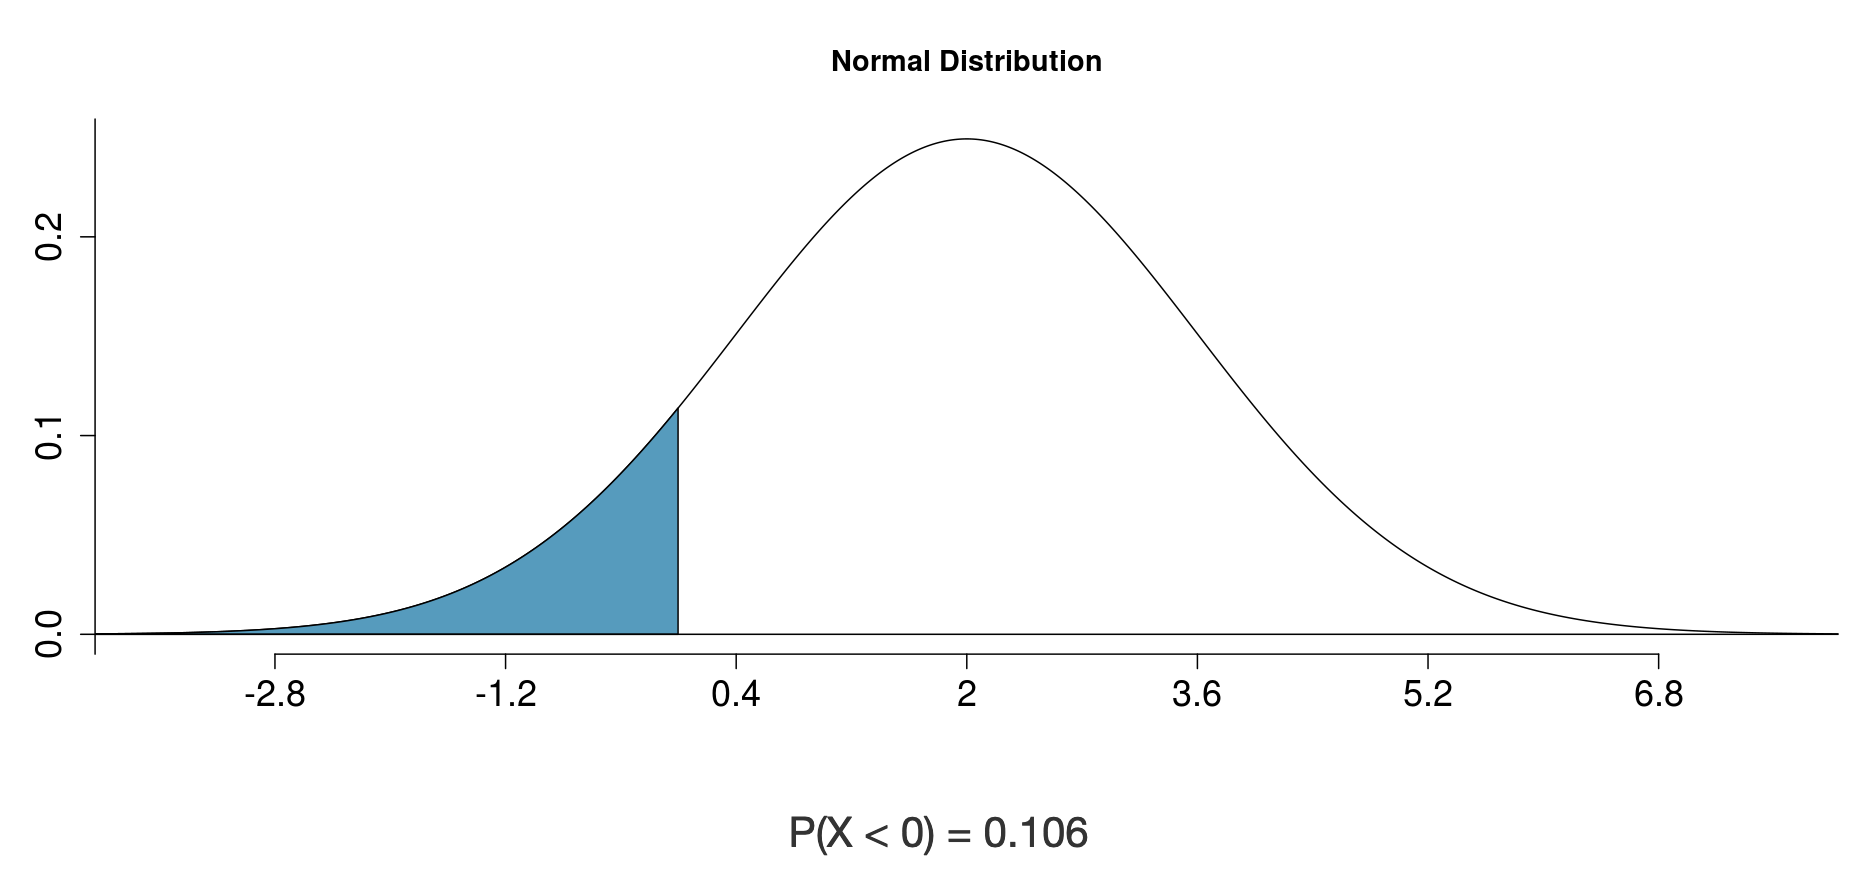 Normal Distribution
0.2
0.1
0.0
-2.8 -1.2 0.4 2 3.6 5.2 6.8
P(X < 0) = 0.106